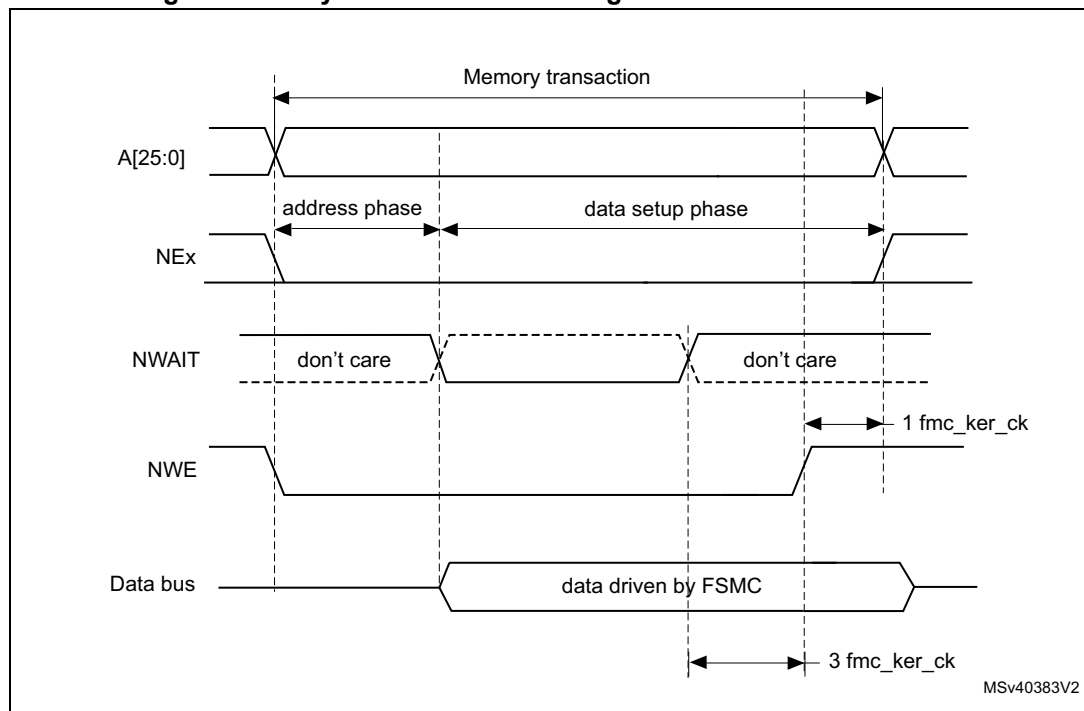 Memory transaction
A[25:0]
address phase
data setup phase
NEx
NWAIT
don't care
don't care
1 fmc_ker_ck
NWE
Data bus
data driven by FSMC
3 fmc_ker_ck
MSv40383V2